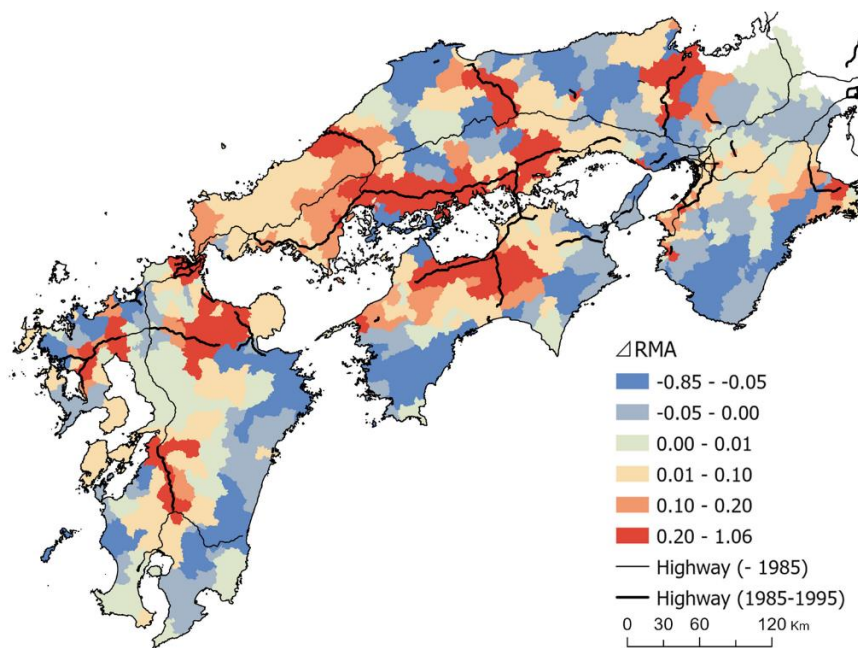 ⊿RMA
-0.85 - -0.05
-0.05 - 0.00
0.00 - 0.01
0.01 - 0.10
0.10 - 0.20
0.20 - 1.06
Highway (- 1985)
Highway (1985-1995)
0 30 60 120 Km